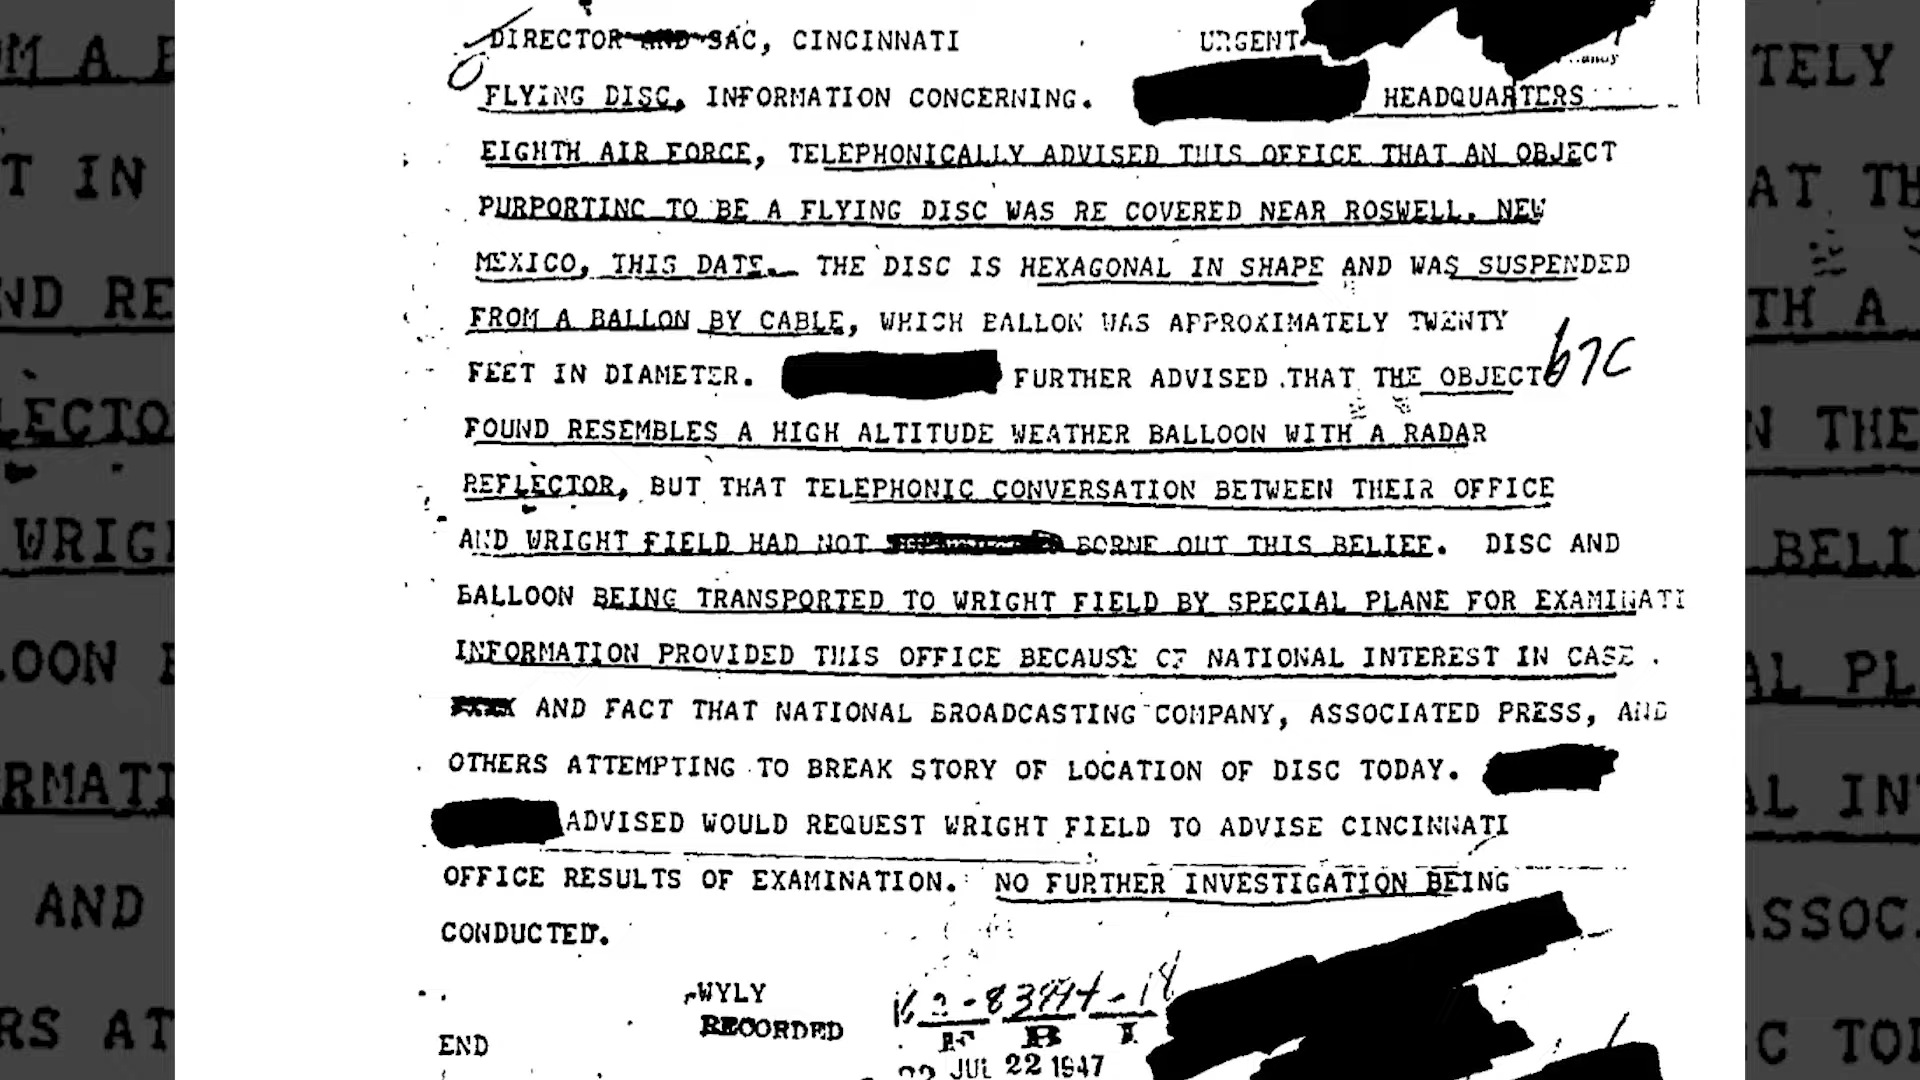 DIRECTOR AND SAC, CINCINNATI URGENT
FLYING DISC, INFORMATION CONCERNING. HEADQUARTERS
EIGHTH AIR FORCE, TELEPHONICALLY ADVISED THIS OFFICE THAT AN OBJECT
PURPORTING TO BE A FLYING DISC WAS RE COVERED NEAR ROSWELL, NEW
MEXICO, THIS DATE. THE DISC IS HEXAGONAL IN SHAPE AND WAS SUSPENDED
FROM A BALLON BY CABLE, WHICH BALLON WAS APPROXIMATELY TWENTY
FEET IN DIAMETER. FURTHER ADVISED THAT THE OBJECT b7C
FOUND RESEMBLES A HIGH ALTITUDE WEATHER BALLOON WITH A RADAR
REFLECTOR, BUT THAT TELEPHONIC CONVERSATION BETWEEN THEIR OFFICE
AND WRIGHT FIELD HAD NOT BORNE OUT THIS BELIEF. DISC AND
BALLOON BEING TRANSPORTED TO WRIGHT FIELD BY SPECIAL PLANE FOR EXAMINATI
INFORMATION PROVIDED THIS OFFICE BECAUSE OF NATIONAL INTEREST IN CASE .
AND FACT THAT NATIONAL BROADCASTING COMPANY, ASSOCIATED PRESS, AND
OTHERS ATTEMPTING TO BREAK STORY OF LOCATION OF DISC TODAY.
ADVISED WOULD REQUEST WRIGHT FIELD TO ADVISE CINCINNATI
OFFICE RESULTS OF EXAMINATION. NO FURTHER INVESTIGATION BEING
CONDUCTED.
WYLY
RECORDED
END
F B I
22 JUL 22 1947